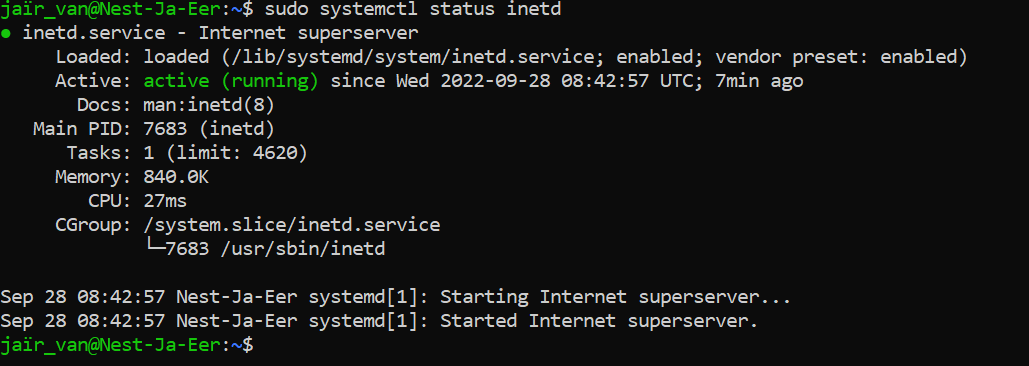 jaïr_van@Nest-Ja-Eer:~$ sudo systemctl status inetd
● inetd.service - Internet superserver
     Loaded: loaded (/lib/systemd/system/inetd.service; enabled; vendor preset: enabled)
     Active: active (running) since Wed 2022-09-28 08:42:57 UTC; 7min ago
       Docs: man:inetd(8)
   Main PID: 7683 (inetd)
      Tasks: 1 (limit: 4620)
     Memory: 840.0K
        CPU: 27ms
     CGroup: /system.slice/inetd.service
             └─7683 /usr/sbin/inetd

Sep 28 08:42:57 Nest-Ja-Eer systemd[1]: Starting Internet superserver...
Sep 28 08:42:57 Nest-Ja-Eer systemd[1]: Started Internet superserver.
jaïr_van@Nest-Ja-Eer:~$